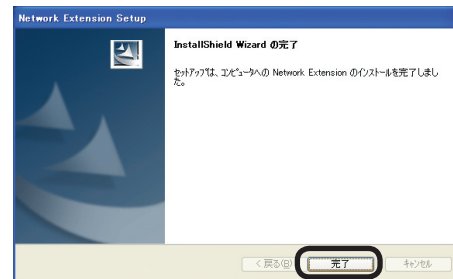 Network Extension Setup
InstallShield Wizard の完了
セットアップは、コンピュータへの Network Extension のインストールを完了しまし
た。
< 戻る(B)
完了
キャンセル